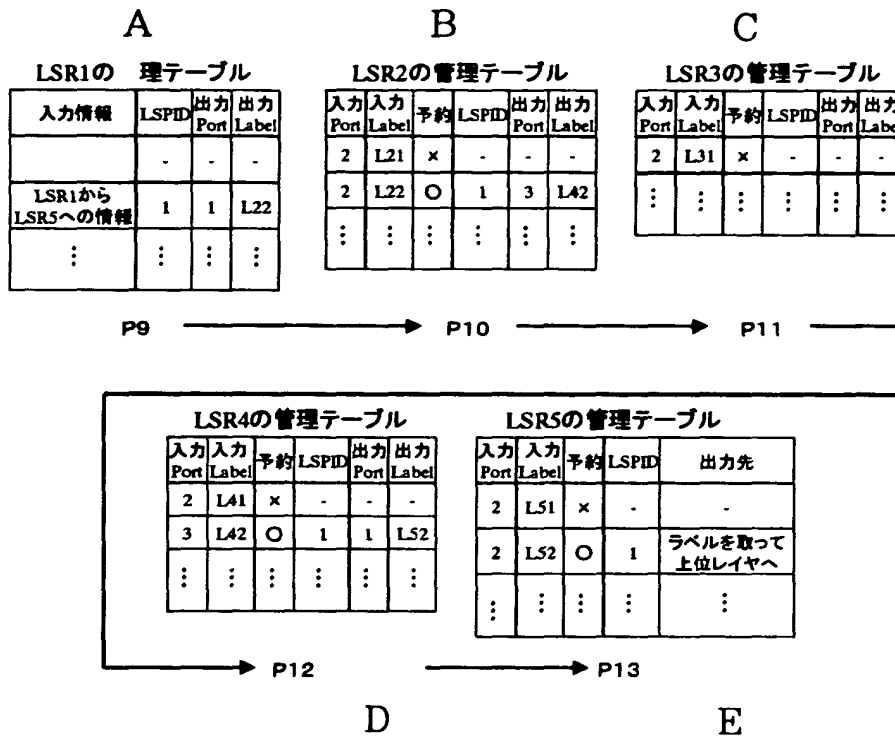 A B C
LSR1の 理テーブル
入力情報 LSPID 出力Port 出力Label
- - -
LSR1からLSR5への情報 1 1 L22
⋮ ⋮ ⋮ ⋮
LSR2の管理テーブル
入力Port 入力Label 予約 LSPID 出力Port 出力Label
2 L21 × - - -
2 L22 ○ 1 3 L42
⋮ ⋮ ⋮ ⋮ ⋮ ⋮
LSR3の管理テーブル
入力Port 入力Label 予約 LSPID 出力Port 出力Label
2 L31 × - - -
⋮ ⋮ ⋮ ⋮ ⋮ ⋮
P9 P10 P11
LSR4の管理テーブル
入力Port 入力Label 予約 LSPID 出力Port 出力Label
2 L41 × - - -
3 L42 ○ 1 1 L52
⋮ ⋮ ⋮ ⋮ ⋮ ⋮
LSR5の管理テーブル
入力Port 入力Label 予約 LSPID 出力先
2 L51 × - -
2 L52 ○ 1 ラベルを取って上位レイヤへ
⋮ ⋮ ⋮ ⋮ ⋮
P12 P13
D E